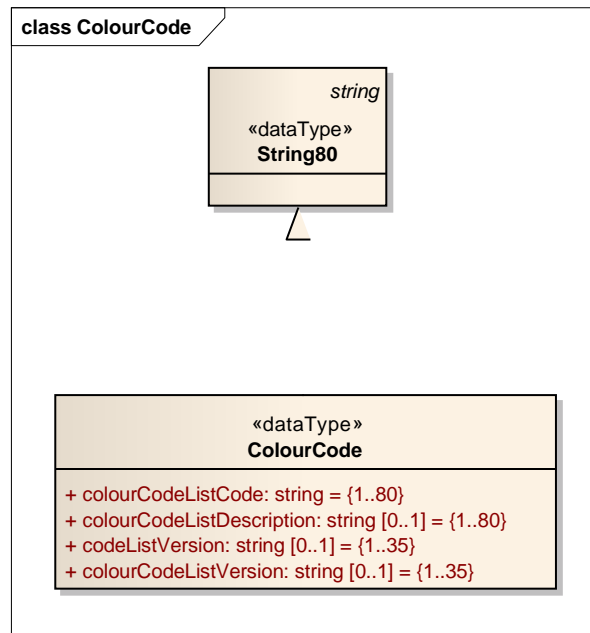 class ColourCode
string
«dataType»
String80
«dataType»
ColourCode
+ colourCodeListCode: string = {1..80}
+ colourCodeListDescription: string [0..1] = {1..80}
+ codeListVersion: string [0..1] = {1..35}
+ colourCodeListVersion: string [0..1] = {1..35}